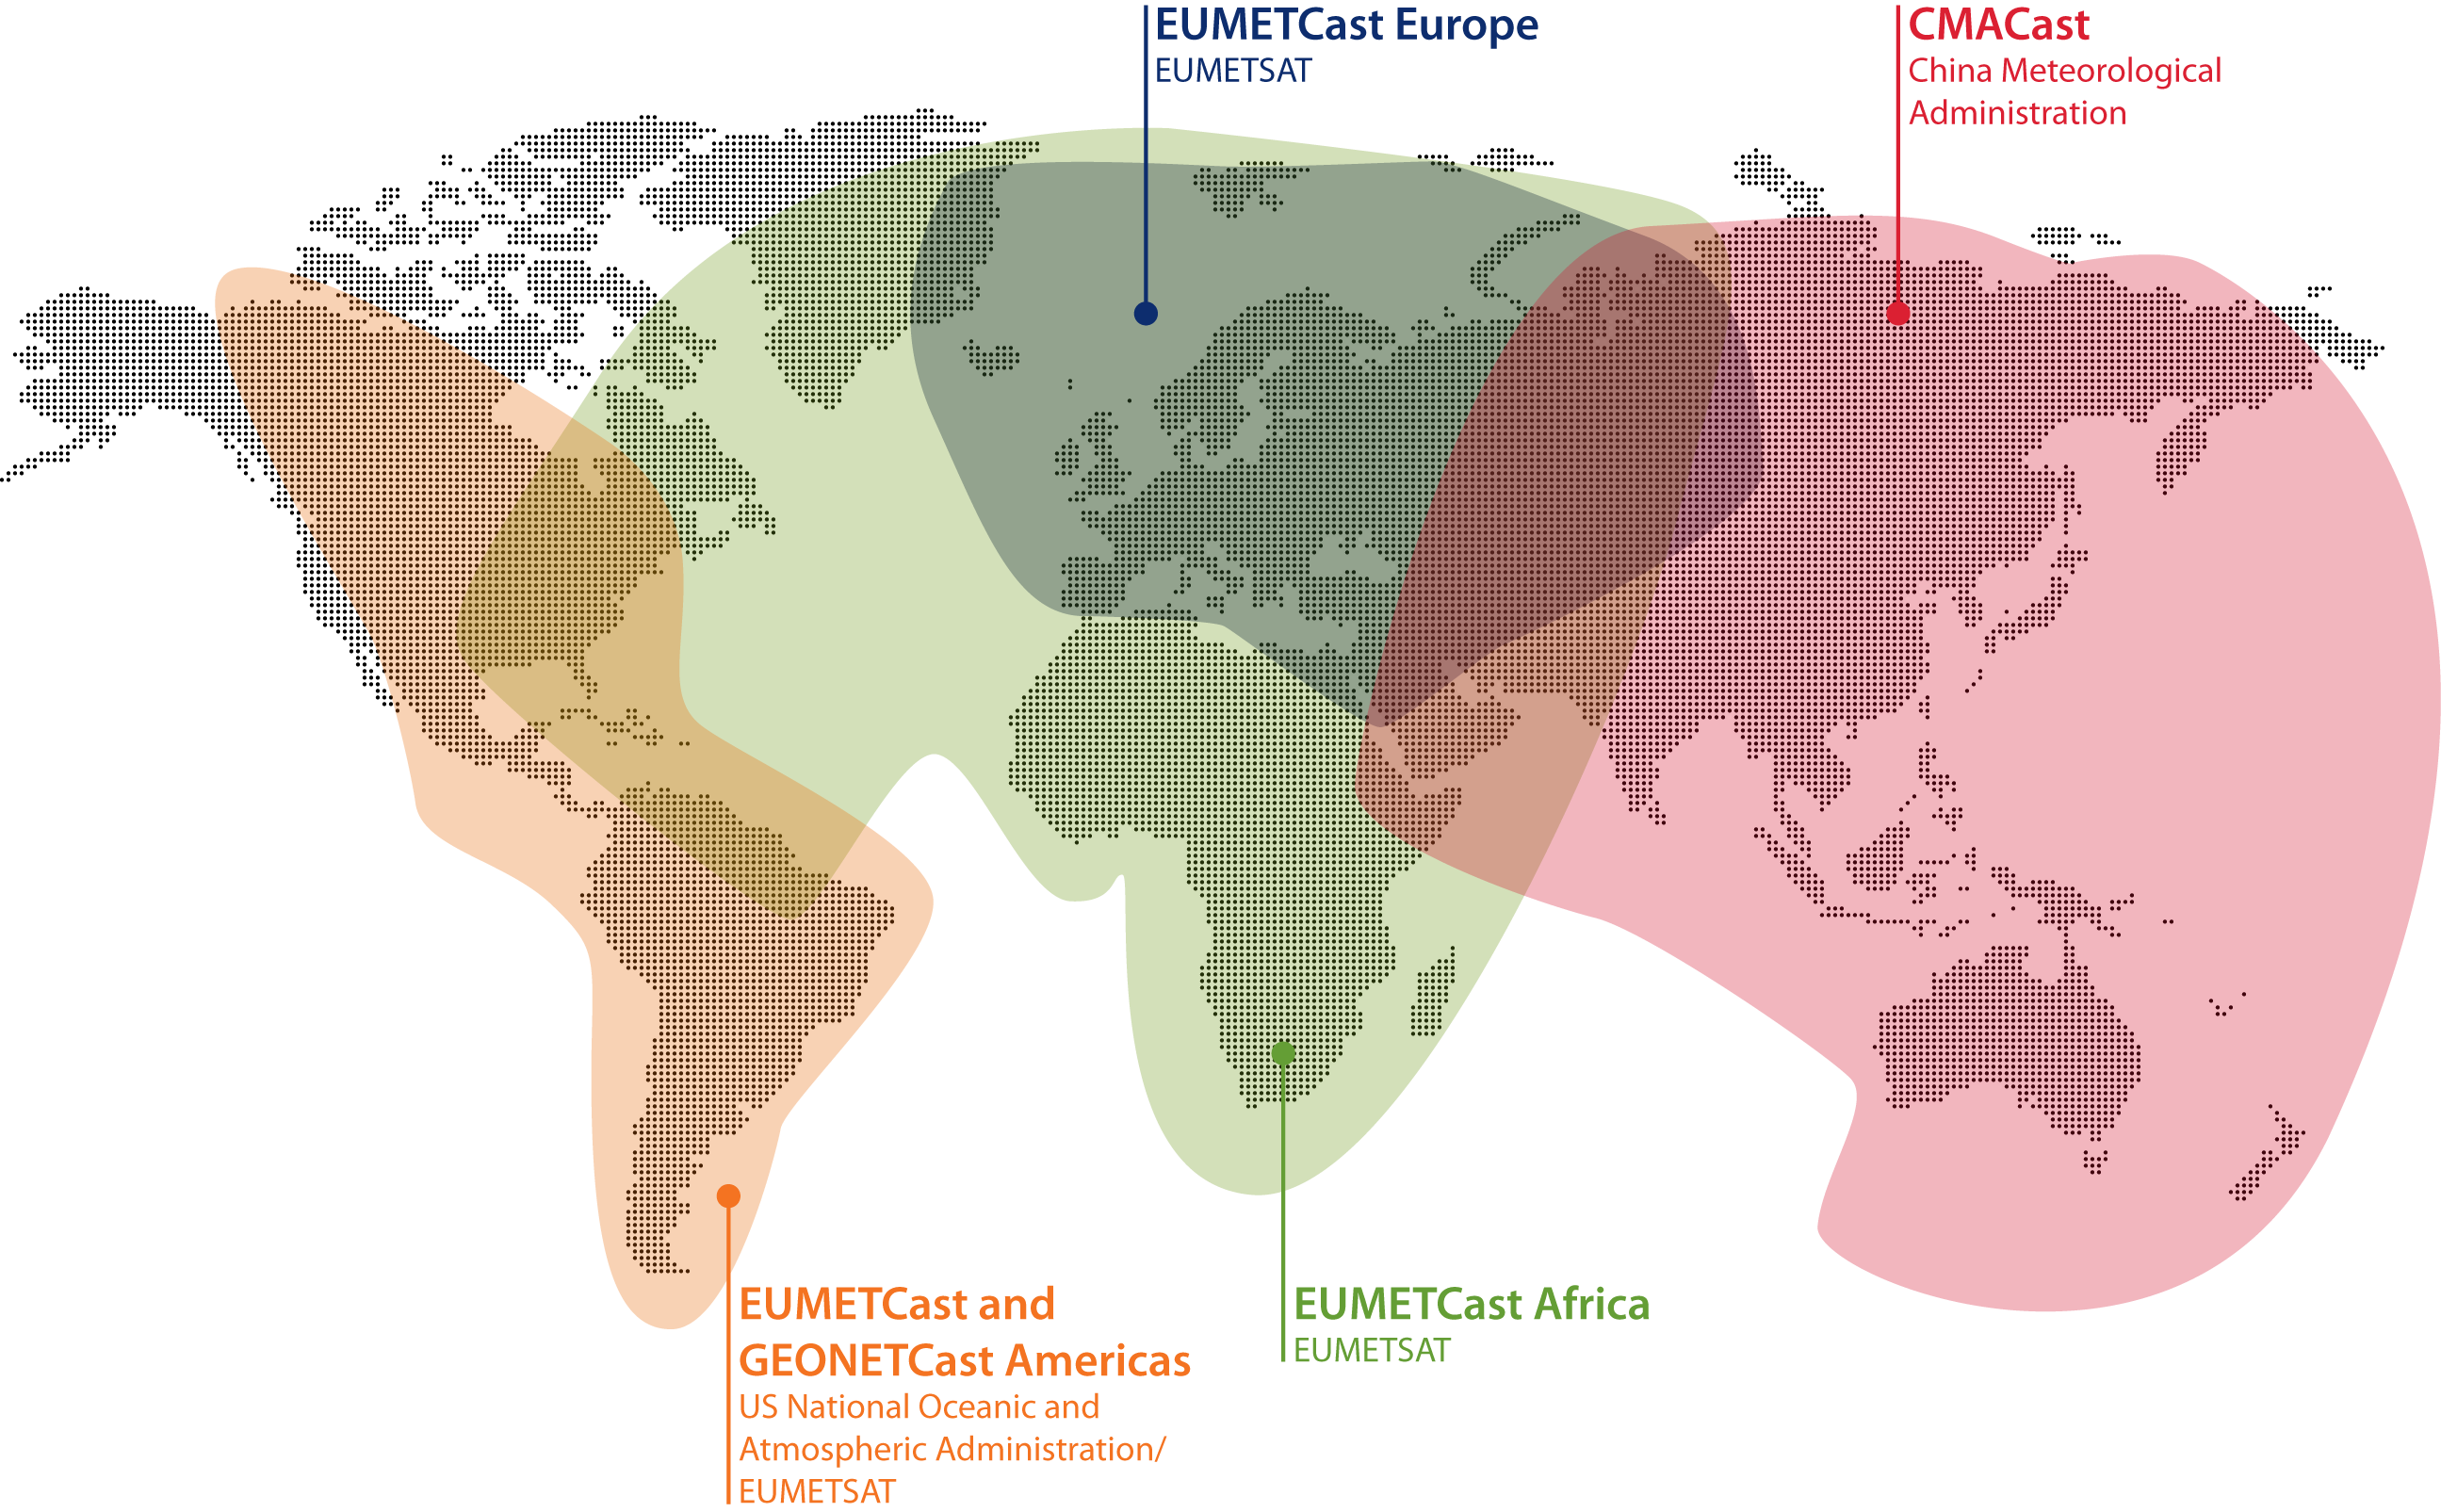 EUMETCast Europe
EUMETSAT
CMACast
China Meteorological
Administration
EUMETCast and
GEONETCast Americas
US National Oceanic and
Atmospheric Administration/
EUMETSAT
EUMETCast Africa
EUMETSAT